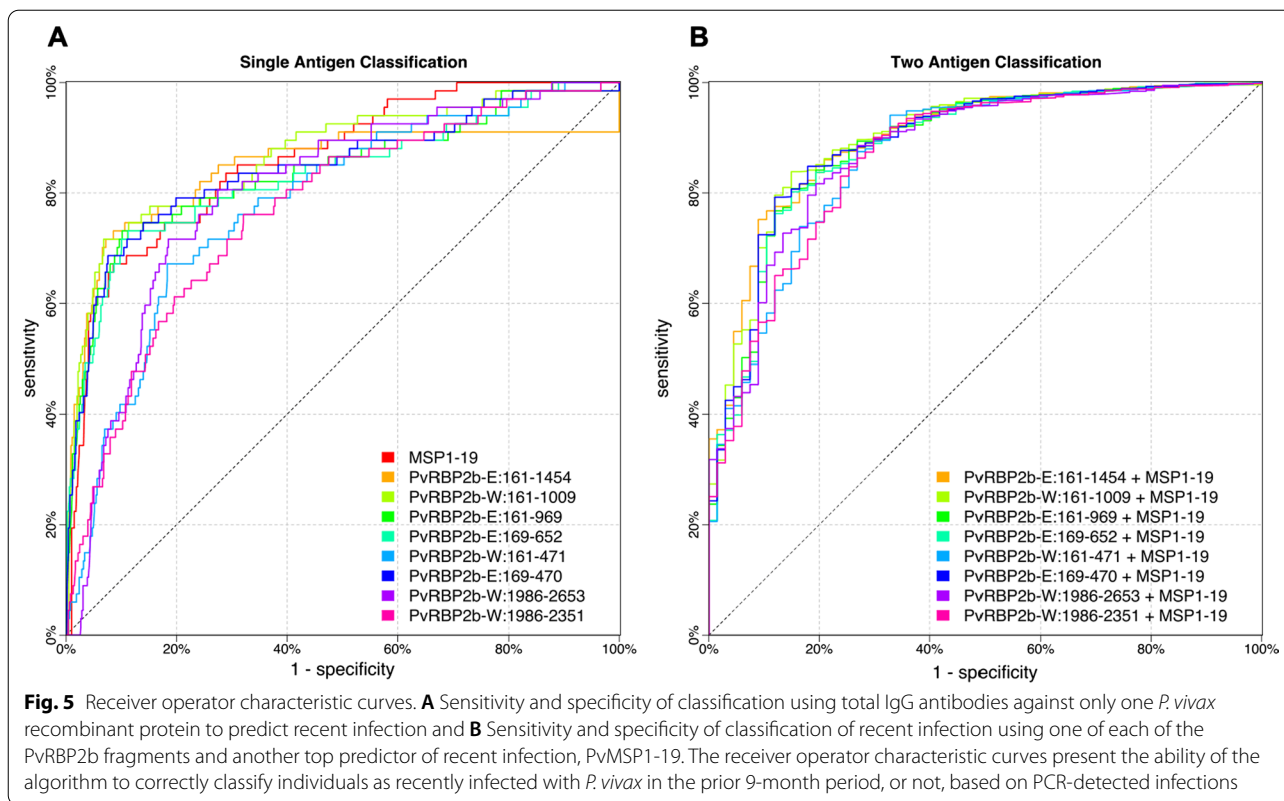 A
Single Antigen Classification
100%
80%
60%
40%
20%
0%
sensitivity
0% 20% 40% 60% 80% 100%
1 - specificity
MSP1-19
PvRBP2b-E:161-1454
PvRBP2b-W:161-1009
PvRBP2b-E:161-969
PvRBP2b-E:169-652
PvRBP2b-W:161-471
PvRBP2b-E:169-470
PvRBP2b-W:1986-2653
PvRBP2b-W:1986-2351
B
Two Antigen Classification
100%
80%
60%
40%
20%
0%
sensitivity
0% 20% 40% 60% 80% 100%
1 - specificity
PvRBP2b-E:161-1454 + MSP1-19
PvRBP2b-W:161-1009 + MSP1-19
PvRBP2b-E:161-969 + MSP1-19
PvRBP2b-E:169-652 + MSP1-19
PvRBP2b-W:161-471 + MSP1-19
PvRBP2b-E:169-470 + MSP1-19
PvRBP2b-W:1986-2653 + MSP1-19
PvRBP2b-W:1986-2351 + MSP1-19
Fig. 5 Receiver operator characteristic curves. A Sensitivity and specificity of classification using total IgG antibodies against only one P. vivax
recombinant protein to predict recent infection and B Sensitivity and specificity of classification of recent infection using one of each of the
PvRBP2b fragments and another top predictor of recent infection, PvMSP1-19. The receiver operator characteristic curves present the ability of the
algorithm to correctly classify individuals as recently infected with P. vivax in the prior 9-month period, or not, based on PCR-detected infections